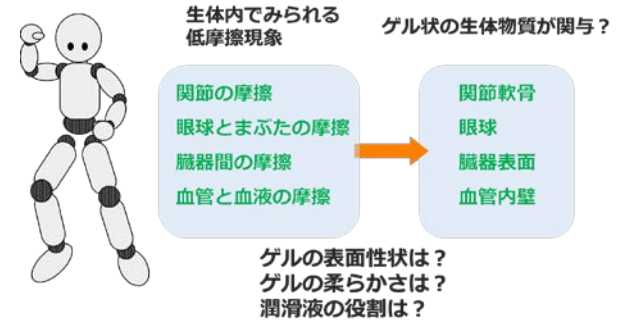 生体内でみられる
低摩擦現象
ゲル状の生体物質が関与？
関節の摩擦
眼球とまぶたの摩擦
臓器間の摩擦
血管と血液の摩擦
関節軟骨
眼球
臓器表面
血管内壁
ゲルの表面性状は？
ゲルの柔らかさは？
潤滑液の役割は？